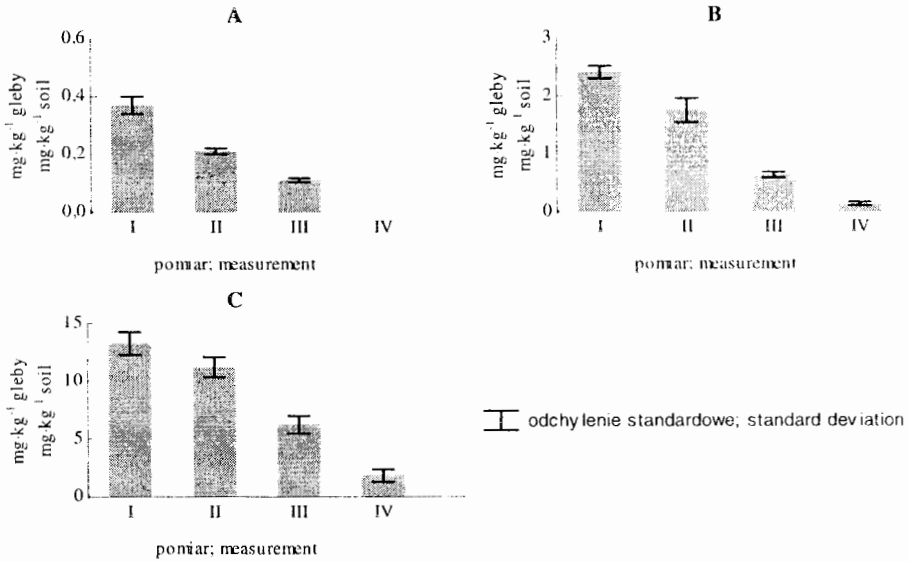 A
mg·kg⁻¹ gleby
mg·kg⁻¹ soil
0.6
0.4
0.2
0.0
I II III IV
pomiar; measurement
B
mg kg⁻¹ gleby
mg·kg⁻¹ soil
3
2
1
0
I II III IV
pomiar; measurement
C
mg·kg⁻¹ gleby
mg·kg⁻¹ soil
15
10
5
0
I II III IV
pomiar; measurement
odchylenie standardowe; standard deviation